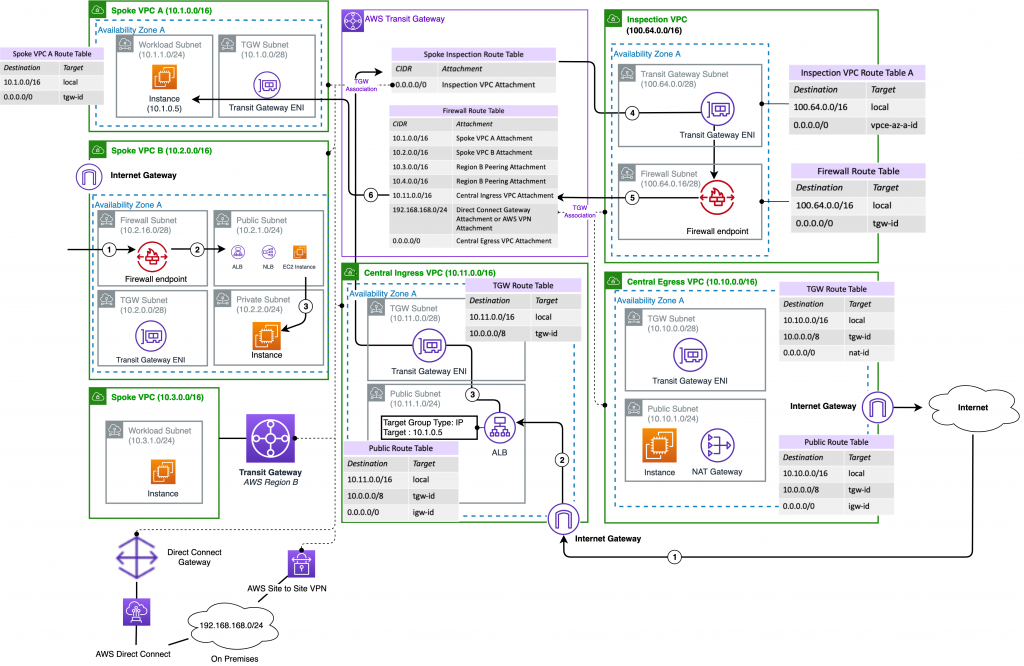 Spoke VPC A (10.1.0.0/16)
Availability Zone A
Workload Subnet
(10.1.1.0/24)
Instance
(10.1.0.5)
TGW Subnet
(10.1.0.0/28)
Transit Gateway ENI
Spoke VPC A Route Table
Destination Target
10.1.0.0/16 local
0.0.0.0/0 tgw-id
Spoke VPC B (10.2.0.0/16)
Internet Gateway
Availability Zone A
Firewall Subnet
(10.2.16.0/28)
Firewall endpoint
1
2
Public Subnet
(10.2.1.0/24)
ALB
NLB
EC2 Instance
3
TGW Subnet
(10.2.0.0/28)
Transit Gateway ENI
Private Subnet
(10.2.2.0/24)
Instance
Spoke VPC (10.3.0.0/16)
Workload Subnet
(10.3.1.0/24)
Instance
Transit Gateway
AWS Region B
Direct Connect
Gateway
AWS Direct Connect
AWS Site to Site VPN
192.168.168.0/24
On Premises
AWS Transit Gateway
TGW
Association
Spoke Inspection Route Table
CIDR Attachment
0.0.0.0/0 Inspection VPC Attachment
Firewall Route Table
CIDR Attachment
10.1.0.0/16 Spoke VPC A Attachment
10.2.0.0/16 Spoke VPC B Attachment
10.3.0.0/16 Region B Peering Attachment
10.4.0.0/16 Region B Peering Attachment
10.11.0.0/16 Central Ingress VPC Attachment
192.168.168.0/24 Direct Connect Gateway
Attachment or AWS VPN
Attachment
0.0.0.0/0 Central Egress VPC Attachment
6
TGW
Association
Inspection VPC
(100.64.0.0/16)
Availability Zone A
Transit Gateway Subnet
(100.64.0.0/28)
4
Transit Gateway ENI
Firewall Subnet
(100.64.0.16/28)
5
Firewall endpoint
Inspection VPC Route Table A
Destination Target
100.64.0.0/16 local
0.0.0.0/0 vpce-az-a-id
Firewall Route Table
Destination Target
100.64.0.0/16 local
0.0.0.0/0 tgw-id
Central Ingress VPC (10.11.0.0/16)
Availability Zone A
TGW Subnet
(10.11.0.0/28)
Transit Gateway ENI
TGW Route Table
Destination Target
10.11.0.0/16 local
10.0.0.0/8 tgw-id
Public Subnet
(10.11.1.0/24)
3
Target Group Type: IP
Target : 10.1.0.5
ALB
Public Route Table
Destination Target
10.11.0.0/16 local
10.0.0.0/8 tgw-id
0.0.0.0/0 igw-id
2
Internet Gateway
1
Central Egress VPC (10.10.0.0/16)
Availability Zone A
TGW Subnet
(10.10.0.0/28)
Transit Gateway ENI
TGW Route Table
Destination Target
10.10.0.0/16 local
10.0.0.0/8 tgw-id
0.0.0.0/0 nat-id
Public Subnet
(10.10.1.0/24)
Instance
NAT Gateway
Internet Gateway
Internet
Public Route Table
Destination Target
10.10.0.0/16 local
10.0.0.0/8 tgw-id
0.0.0.0/0 igw-id